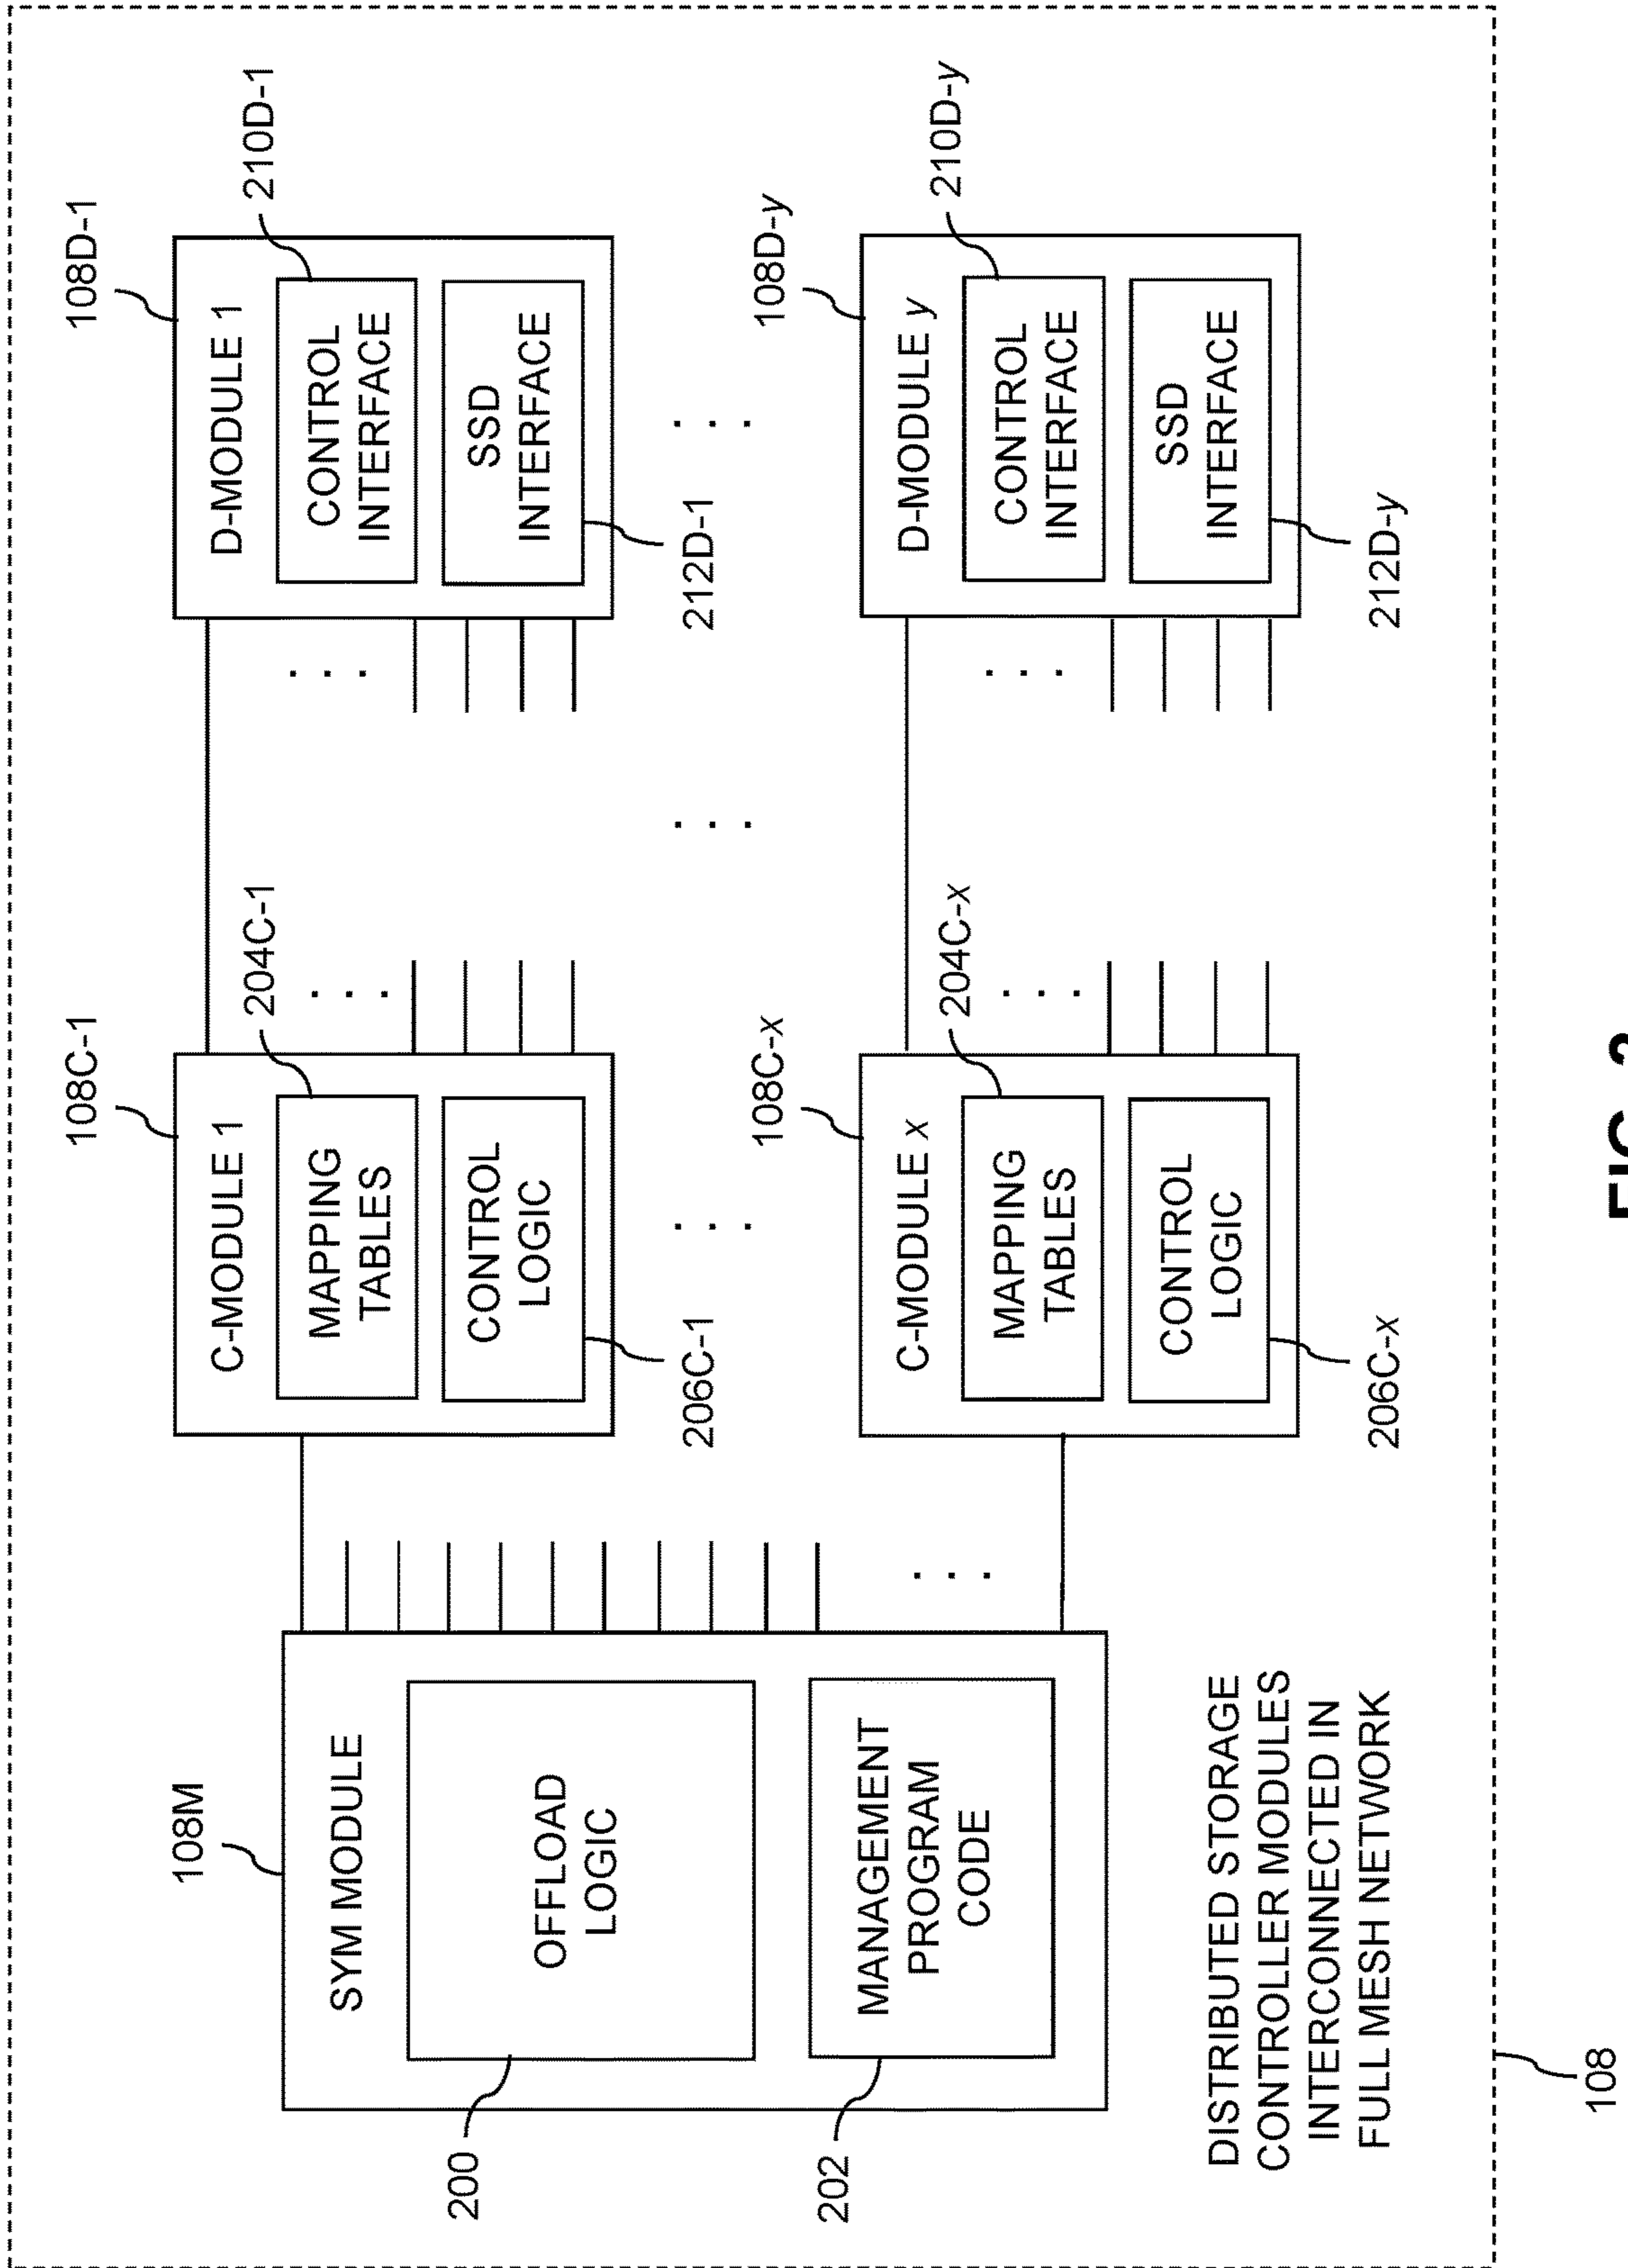 108C-1
108D-1
108M
C-MODULE 1
204C-1
D-MODULE 1
210D-1
MAPPING
TABLES
CONTROL
INTERFACE
SYM MODULE
CONTROL
LOGIC
SSD
INTERFACE
200
OFFLOAD
LOGIC
206C-1
212D-1
108C-x
108D-y
202
MANAGEMENT
PROGRAM
CODE
C-MODULE x
204C-x
D-MODULE y
210D-y
MAPPING
TABLES
CONTROL
INTERFACE
CONTROL
LOGIC
SSD
INTERFACE
DISTRIBUTED STORAGE
CONTROLLER MODULES
INTERCONNECTED IN
FULL MESH NETWORK
206C-x
212D-y
108
FIG